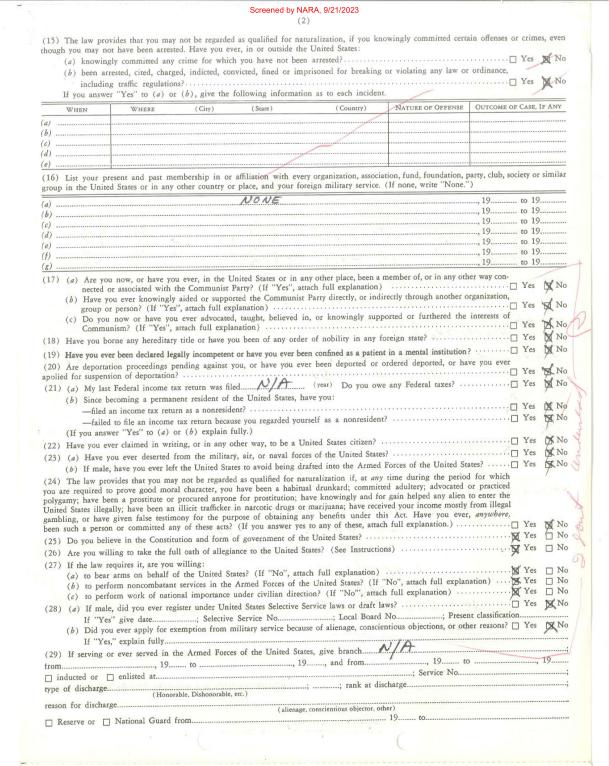 Screened by NARA, 9/21/2023
(2)
(15) The law provides that you may not be regarded as qualified for naturalization, if you knowingly committed certain offenses or crimes, even
though you may not have been arrested. Have you ever, in or outside the United States:
(a) knowingly committed any crime for which you have not been arrested? ☐ Yes ☒ No
(b) been arrested, cited, charged, indicted, convicted, fined or imprisoned for breaking or violating any law or ordinance,
including traffic regulations? ☐ Yes ☒ No
If you answer "Yes" to (a) or (b), give the following information as to each incident.
WHEN WHERE (City) (State) (Country) NATURE OF OFFENSE OUTCOME OF CASE, IF ANY
(a)
(b)
(c)
(d)
(e)
(16) List your present and past membership in or affiliation with every organization, association, fund, foundation, party, club, society or similar
group in the United States or in any other country or place, and your foreign military service. (If none, write "None.")
(a) NONE , 19 to 19
(b) , 19 to 19
(c) , 19 to 19
(d) , 19 to 19
(e) , 19 to 19
(f) , 19 to 19
(g) , 19 to 19
(17) (a) Are you now, or have you ever, in the United States or in any other place, been a member of, or in any other way con-
nected or associated with the Communist Party? (If "Yes", attach full explanation) ☐ Yes ☒ No
(b) Have you ever knowingly aided or supported the Communist Party directly, or indirectly through another organization,
group or person? (If "Yes", attach full explanation) ☐ Yes ☒ No
(c) Do you now or have you ever advocated, taught, believed in, or knowingly supported or furthered the interests of
Communism? (If "Yes", attach full explanation) ☐ Yes ☒ No
(18) Have you borne any hereditary title or have you been of any order of nobility in any foreign state? ☐ Yes ☒ No
(19) Have you ever been declared legally incompetent or have you ever been confined as a patient in a mental institution? ☐ Yes ☒ No
(20) Are deportation proceedings pending against you, or have you ever been deported or ordered deported, or have you ever
applied for suspension of deportation? ☐ Yes ☒ No
(21) (a) My last Federal income tax return was filed N/A (year) Do you owe any Federal taxes? ☐ Yes ☒ No
(b) Since becoming a permanent resident of the United States, have you:
—filed an income tax return as a nonresident? ☐ Yes ☒ No
—failed to file an income tax return because you regarded yourself as a nonresident? ☐ Yes ☒ No
(If you answer "Yes" to (a) or (b) explain fully.)
(22) Have you ever claimed in writing, or in any other way, to be a United States citizen? ☐ Yes ☒ No
(23) (a) Have you ever deserted from the military, air, or naval forces of the United States? ☐ Yes ☒ No
(b) If male, have you ever left the United States to avoid being drafted into the Armed Forces of the United States? ☐ Yes ☒ No
(24) The law provides that you may not be regarded as qualified for naturalization if, at any time during the period for which
you are required to prove good moral character, you have been a habitual drunkard; committed adultery; advocated or practiced
polygamy; have been a prostitute or procured anyone for prostitution; have knowingly and for gain helped any alien to enter the
United States illegally; have been an illicit trafficker in narcotic drugs or marijuana; have received your income mostly from illegal
gambling, or have given false testimony for the purpose of obtaining any benefits under this Act. Have you ever, anywhere,
been such a person or committed any of these acts? (If you answer yes to any of these, attach full explanation.) ☐ Yes ☒ No
(25) Do you believe in the Constitution and form of government of the United States? ☒ Yes ☐ No
(26) Are you willing to take the full oath of allegiance to the United States? (See Instructions) ☒ Yes ☐ No
(27) If the law requires it, are you willing:
(a) to bear arms on behalf of the United States? (If "No", attach full explanation) ☒ Yes ☐ No
(b) to perform noncombatant services in the Armed Forces of the United States? (If "No", attach full explanation) ☒ Yes ☐ No
(c) to perform work of national importance under civilian direction? (If "No", attach full explanation) ☒ Yes ☐ No
(28) (a) If male, did you ever register under United States Selective Service laws or draft laws? ☐ Yes ☒ No
If "Yes" give date ; Selective Service No. ; Local Board No. ; Present classification
(b) Did you ever apply for exemption from military service because of alienage, conscientious objections, or other reasons? ☐ Yes ☒ No
If "Yes," explain fully
(29) If serving or ever served in the Armed Forces of the United States, give branch N/A ;
from , 19 to , 19 , and from , 19 to , 19
☐ inducted or ☐ enlisted at ; Service No. ;
type of discharge ; ; rank at discharge ;
(Honorable, Dishonorable, etc.)
reason for discharge
(alienage, conscientious objector, other)
☐ Reserve or ☐ National Guard from 19 to